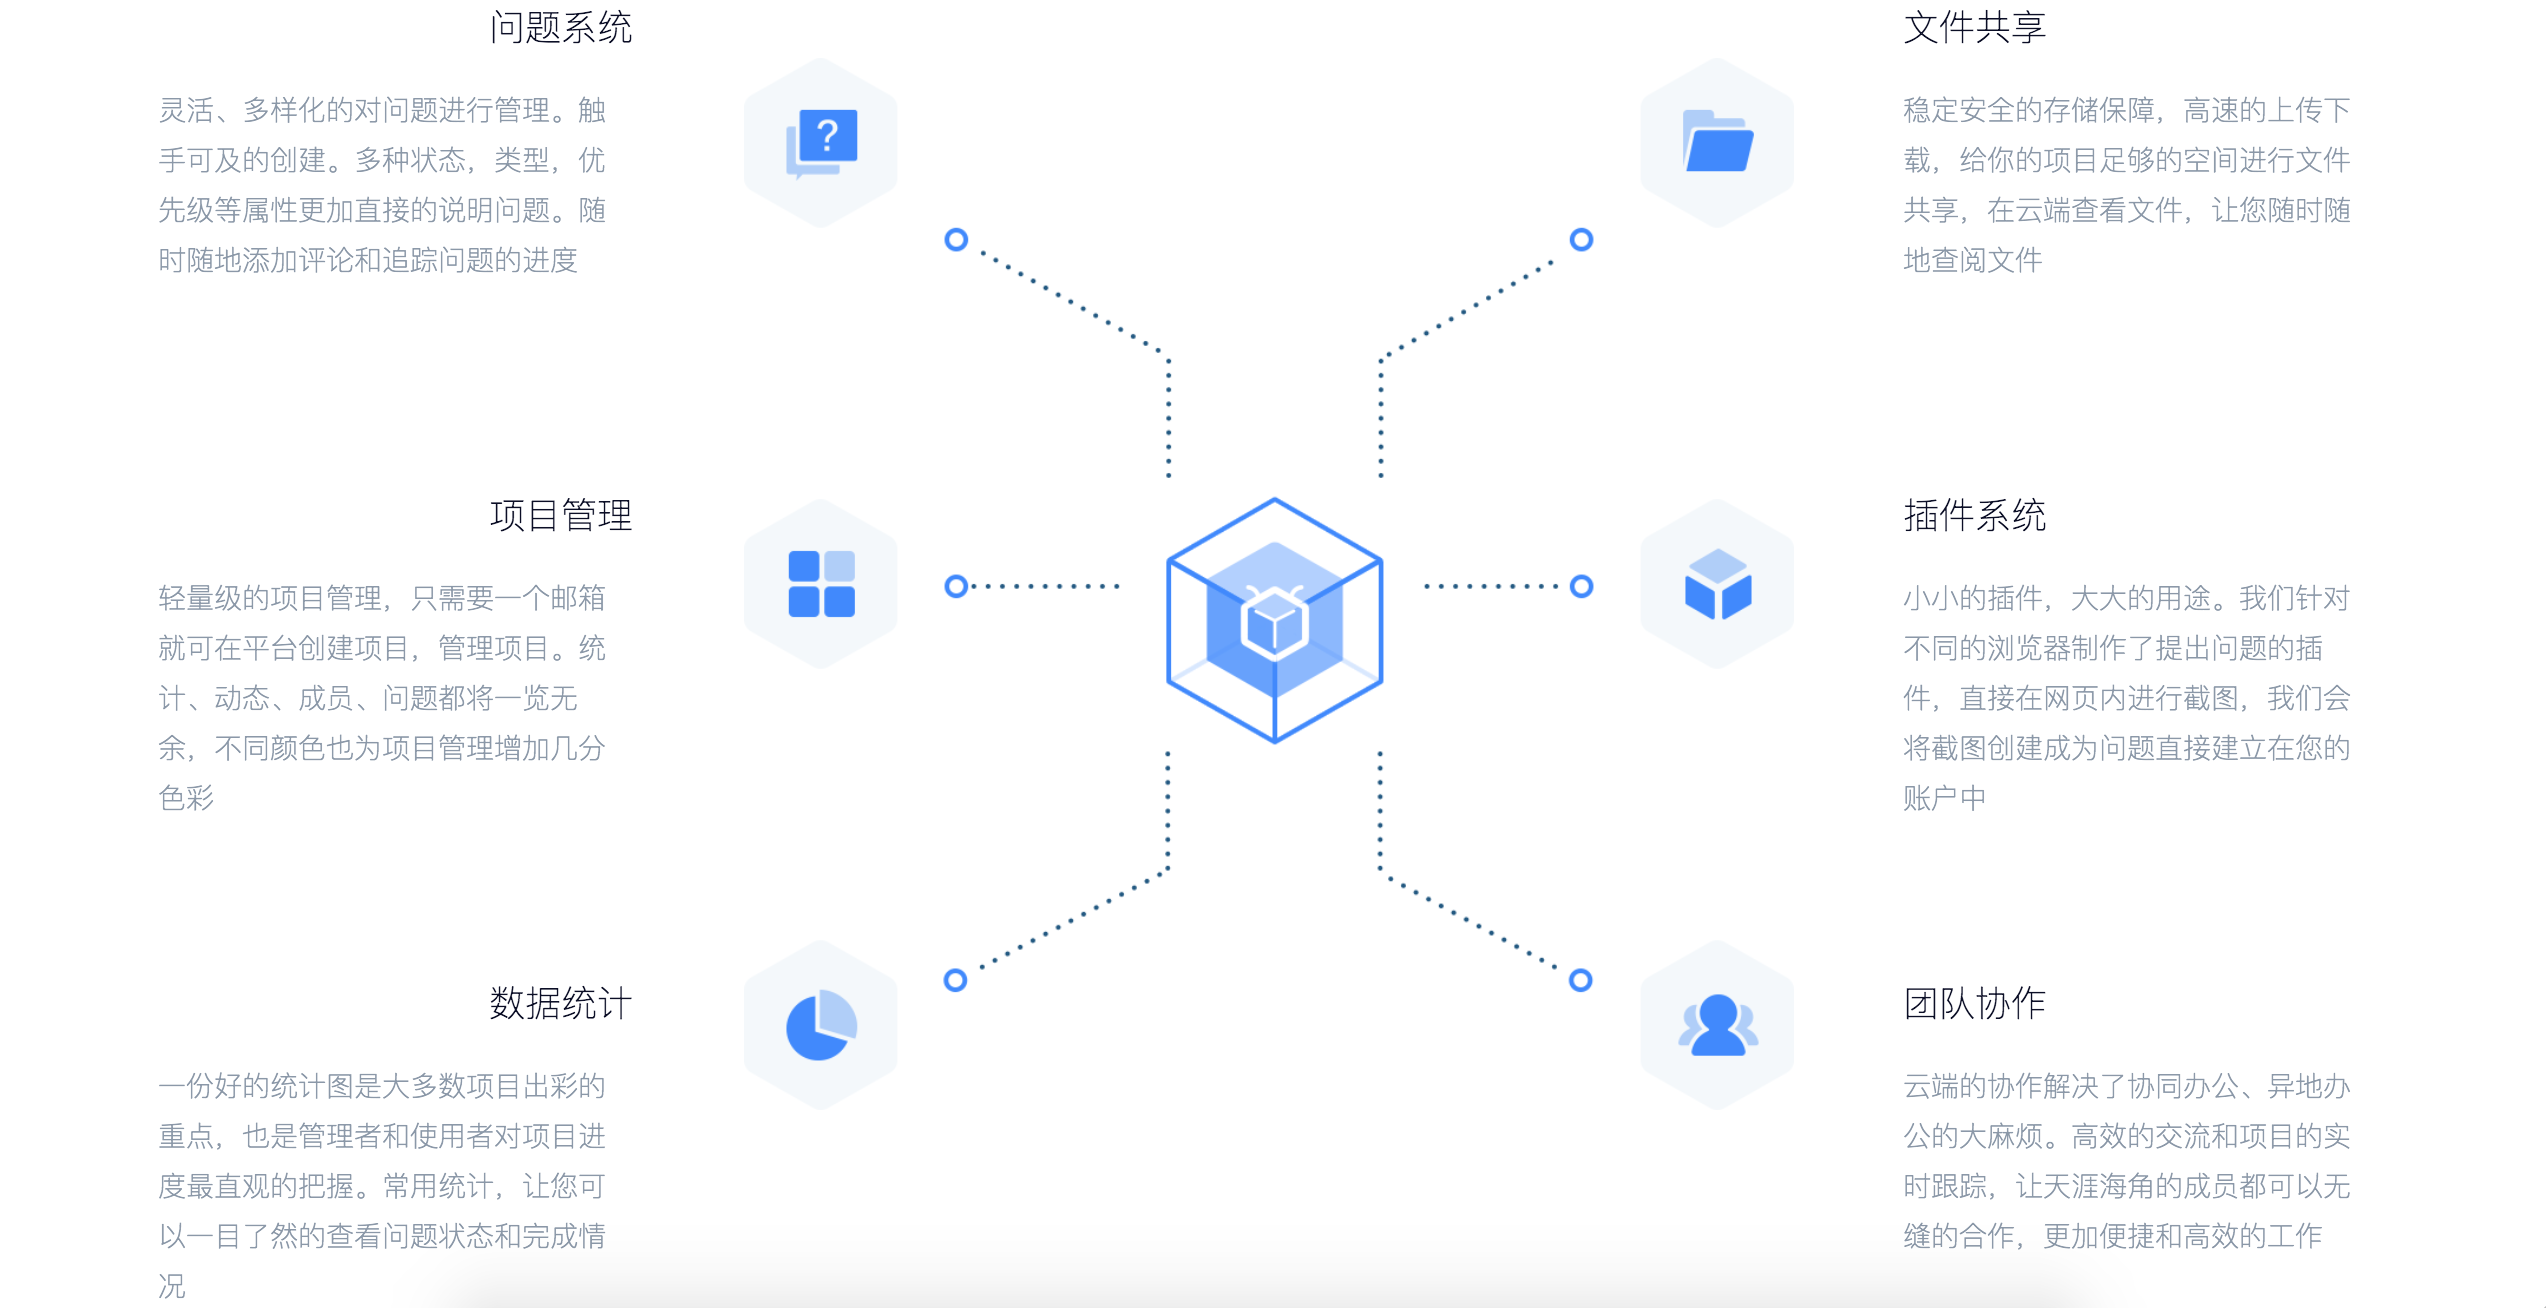 问题系统
灵活、多样化的对问题进行管理。触
手可及的创建。多种状态，类型，优
先级等属性更加直接的说明问题。随
时随地添加评论和追踪问题的进度
?
项目管理
轻量级的项目管理，只需要一个邮箱
就可在平台创建项目，管理项目。统
计、动态、成员、问题都将一览无
余，不同颜色也为项目管理增加几分
色彩
数据统计
一份好的统计图是大多数项目出彩的
重点，也是管理者和使用者对项目进
度最直观的把握。常用统计，让您可
以一目了然的查看问题状态和完成情
况
文件共享
稳定安全的存储保障，高速的上传下
载，给你的项目足够的空间进行文件
共享，在云端查看文件，让您随时随
地查阅文件
插件系统
小小的插件，大大的用途。我们针对
不同的浏览器制作了提出问题的插
件，直接在网页内进行截图，我们会
将截图创建成为问题直接建立在您的
账户中
团队协作
云端的协作解决了协同办公、异地办
公的大麻烦。高效的交流和项目的实
时跟踪，让天涯海角的成员都可以无
缝的合作，更加便捷和高效的工作